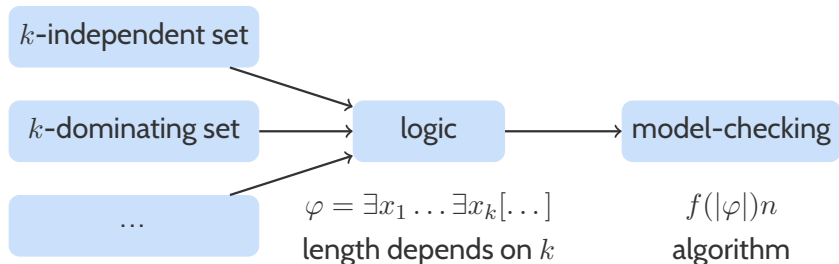 k-independent set
k-dominating set
...
logic
φ = ∃x₁ … ∃xₖ[…]
length depends on k
model-checking
f(|φ|)n
algorithm